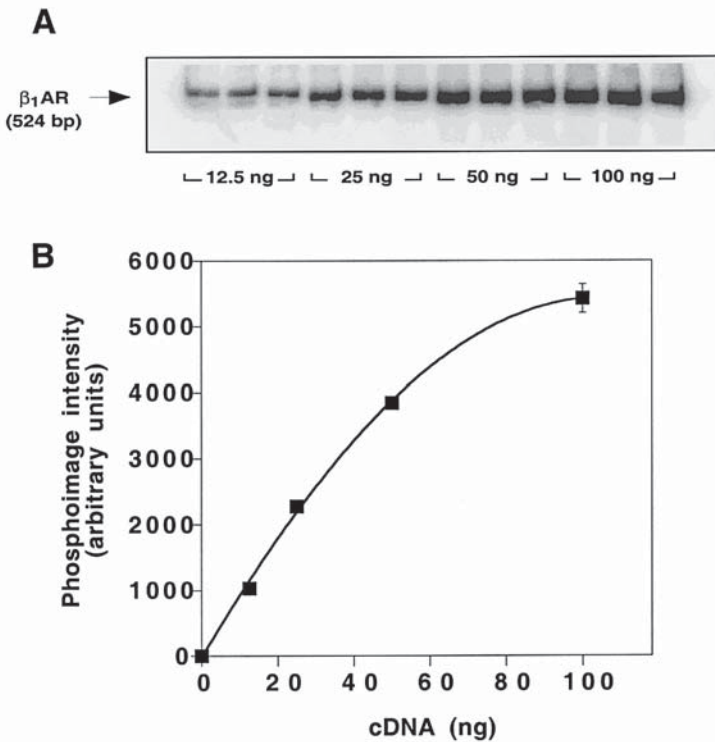 A
β₁AR
(524 bp)
12.5 ng 25 ng 50 ng 100 ng
B
Phosphoimage intensity
(arbitrary units)
6000
5000
4000
3000
2000
1000
0
0 20 40 60 80 100
cDNA (ng)